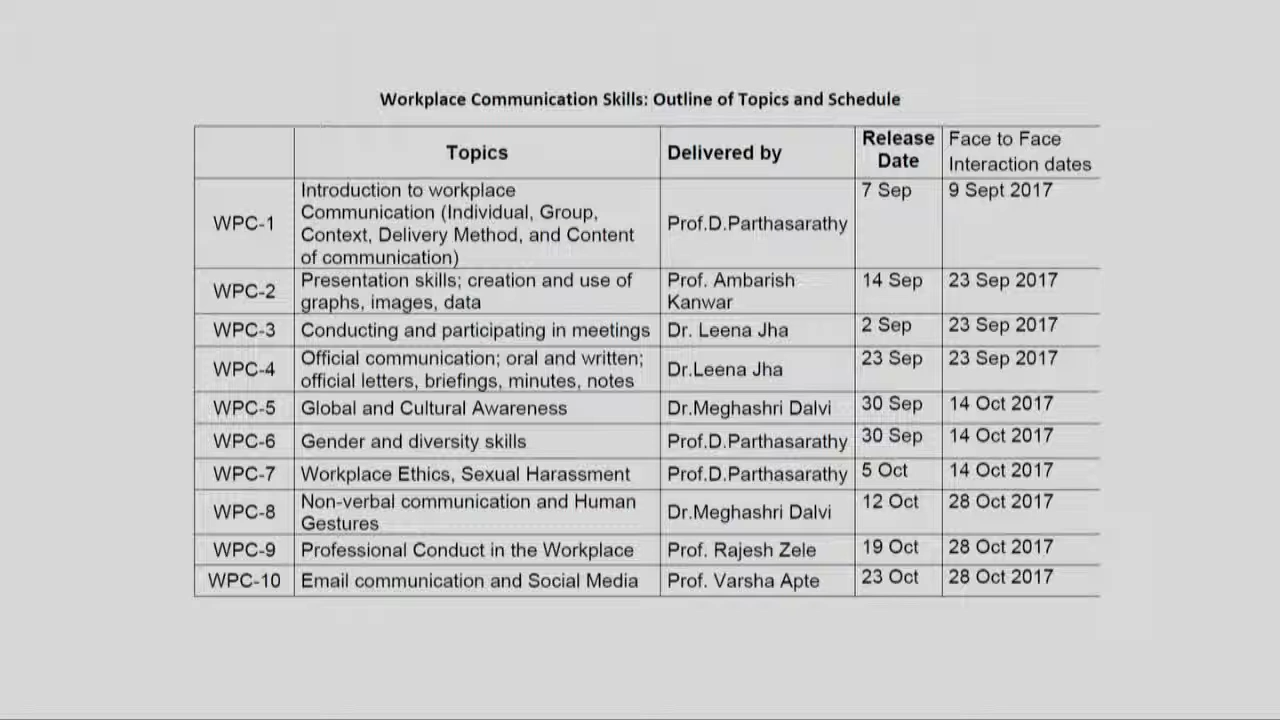 Workplace Communication Skills: Outline of Topics and Schedule
Topics
Delivered by
Release
Date
Face to Face
Interaction dates
WPC-1
Introduction to workplace
Communication (Individual, Group,
Context, Delivery Method, and Content
of communication)
Prof.D.Parthasarathy
7 Sep
9 Sept 2017
WPC-2
Presentation skills; creation and use of
graphs, images, data
Prof. Ambarish
Kanwar
14 Sep
23 Sep 2017
WPC-3
Conducting and participating in meetings
Dr. Leena Jha
2 Sep
23 Sep 2017
WPC-4
Official communication; oral and written;
official letters, briefings, minutes, notes
Dr.Leena Jha
23 Sep
23 Sep 2017
WPC-5
Global and Cultural Awareness
Dr.Meghashri Dalvi
30 Sep
14 Oct 2017
WPC-6
Gender and diversity skills
Prof.D.Parthasarathy
30 Sep
14 Oct 2017
WPC-7
Workplace Ethics, Sexual Harassment
Prof.D.Parthasarathy
5 Oct
14 Oct 2017
WPC-8
Non-verbal communication and Human
Gestures
Dr.Meghashri Dalvi
12 Oct
28 Oct 2017
WPC-9
Professional Conduct in the Workplace
Prof. Rajesh Zele
19 Oct
28 Oct 2017
WPC-10
Email communication and Social Media
Prof. Varsha Apte
23 Oct
28 Oct 2017